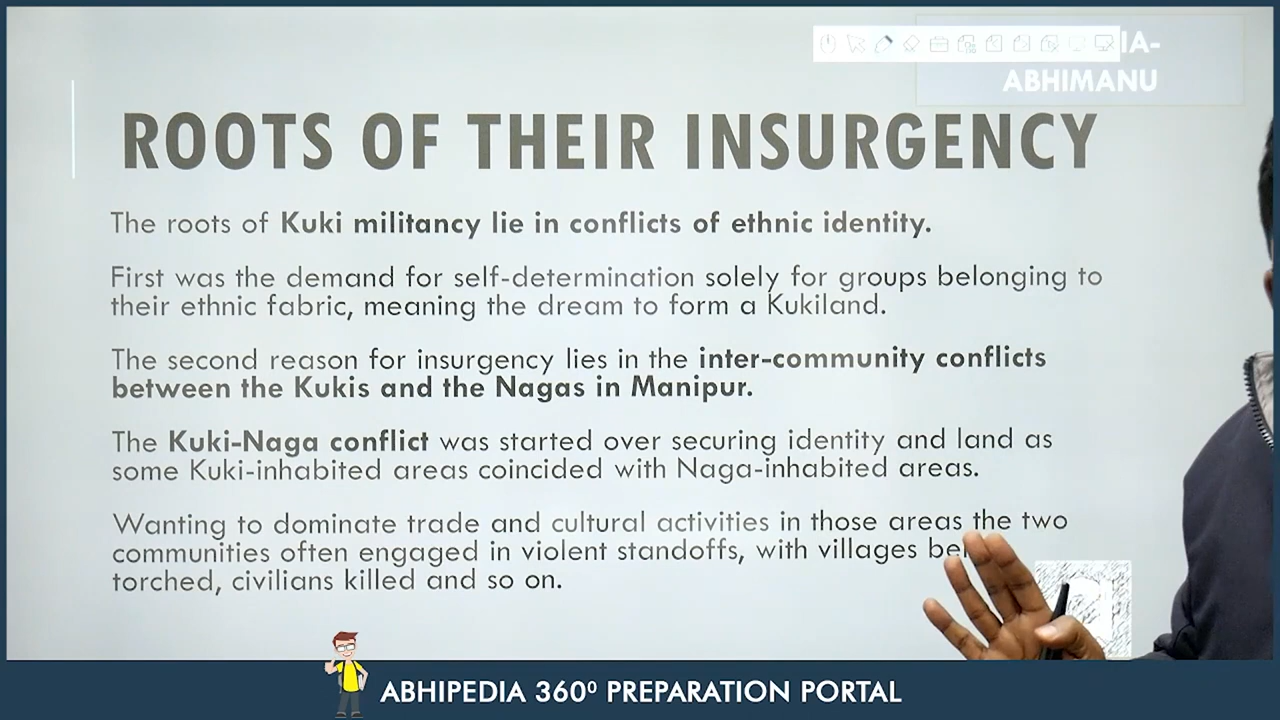 IA-
ABHIMANU
ROOTS OF THEIR INSURGENCY
The roots of Kuki militancy lie in conflicts of ethnic identity.
First was the demand for self-determination solely for groups belonging to
their ethnic fabric, meaning the dream to form a Kukiland.
The second reason for insurgency lies in the inter-community conflicts
between the Kukis and the Nagas in Manipur.
The Kuki-Naga conflict was started over securing identity and land as
some Kuki-inhabited areas coincided with Naga-inhabited areas.
Wanting to dominate trade and cultural activities in those areas the two
communities often engaged in violent standoffs, with villages
torched, civilians killed and so on.
ABHIPEDIA 360⁰ PREPARATION PORTAL